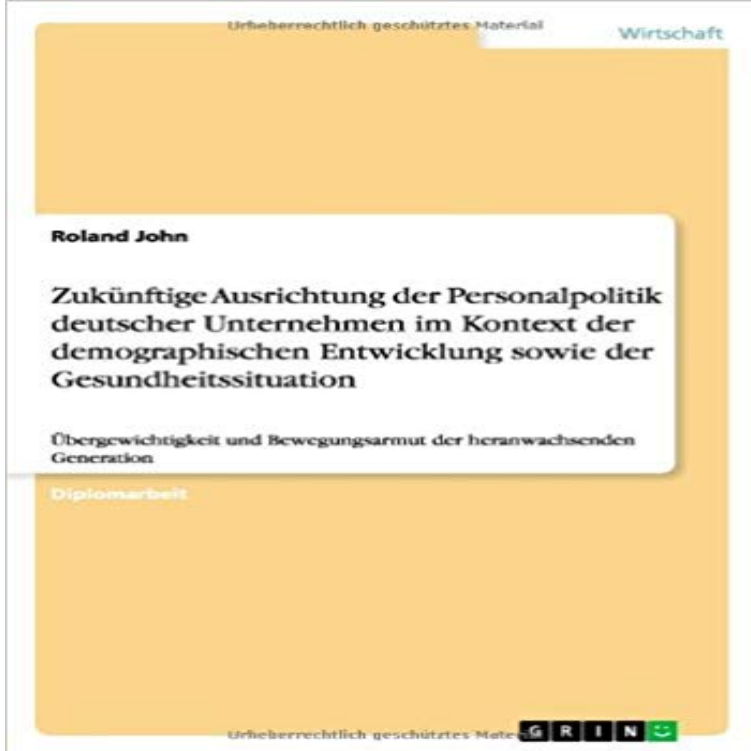 Urheberrechtlich geschütztes Material
Wirtschaft
Roland John
Zukünftige Ausrichtung der Personalpolitik
deutscher Unternehmen im Kontext der
demographischen Entwicklung sowie der
Gesundheitssituation
Übergewichtigkeit und Bewegungsarmut der heranwachsenden
Generation
Diplomarbeit
Urheberrechtlich geschütztes Mate
GRIN